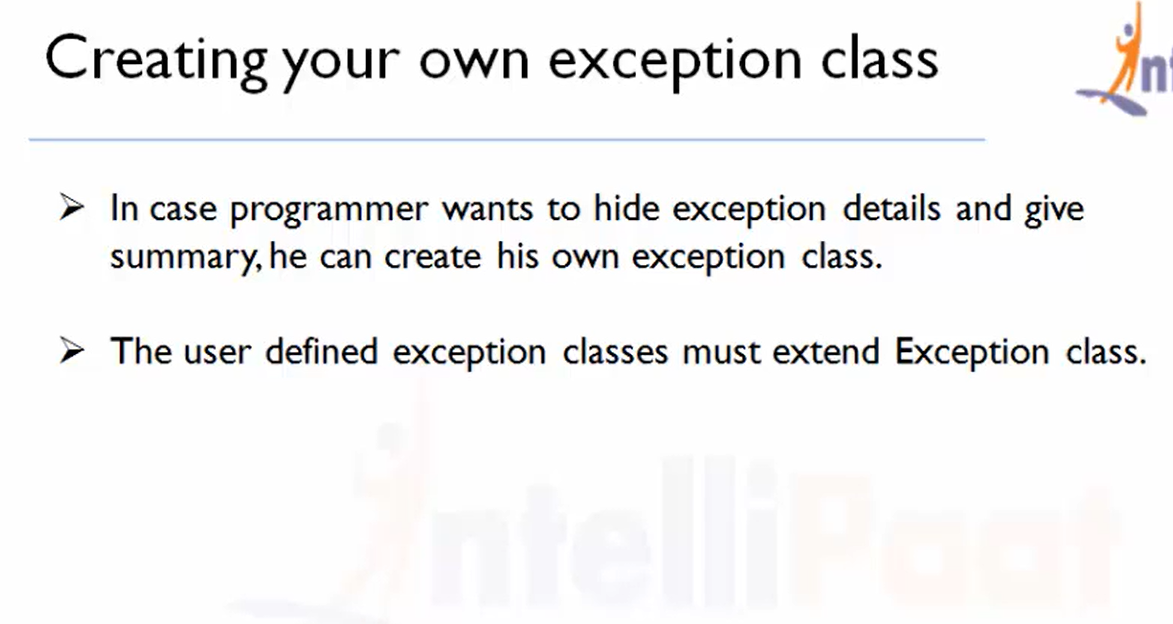 Creating your own exception class
In case programmer wants to hide exception details and give
summary, he can create his own exception class.
The user defined exception classes must extend Exception class.
IntelliPaat